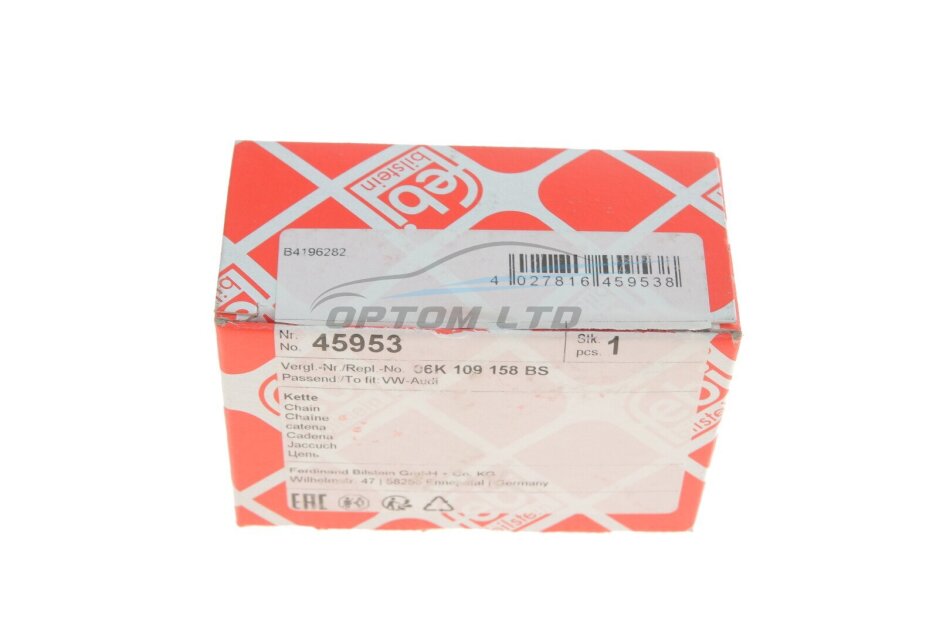 febi
bilstein
B4196282
4 027816 459538
OPTOM LTD
Nr.
No. 45953
Stk.
pcs. 1
Vergl.-Nr./Repl.-No. 06K 109 158 BS
Passend./To fit: VW-Audi
Kette
Chain
Chaîne
catena
Cadena
Цепь
Ferdinand Bilstein GmbH + Co. KG
Wilhelmstr. 47 | 58256 Ennepetal | Germany
EAC